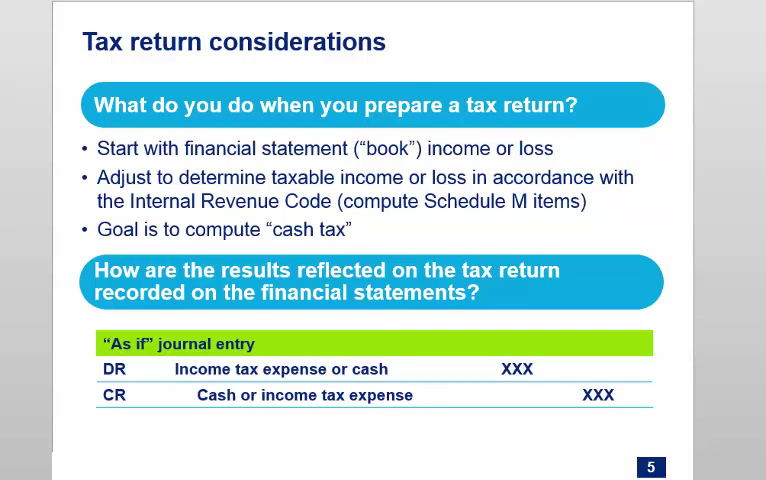 Tax return considerations
What do you do when you prepare a tax return?
• Start with financial statement (“book”) income or loss
• Adjust to determine taxable income or loss in accordance with
the Internal Revenue Code (compute Schedule M items)
• Goal is to compute “cash tax”
How are the results reflected on the tax return
recorded on the financial statements?
“As if” journal entry
DR Income tax expense or cash XXX
CR Cash or income tax expense XXX
5